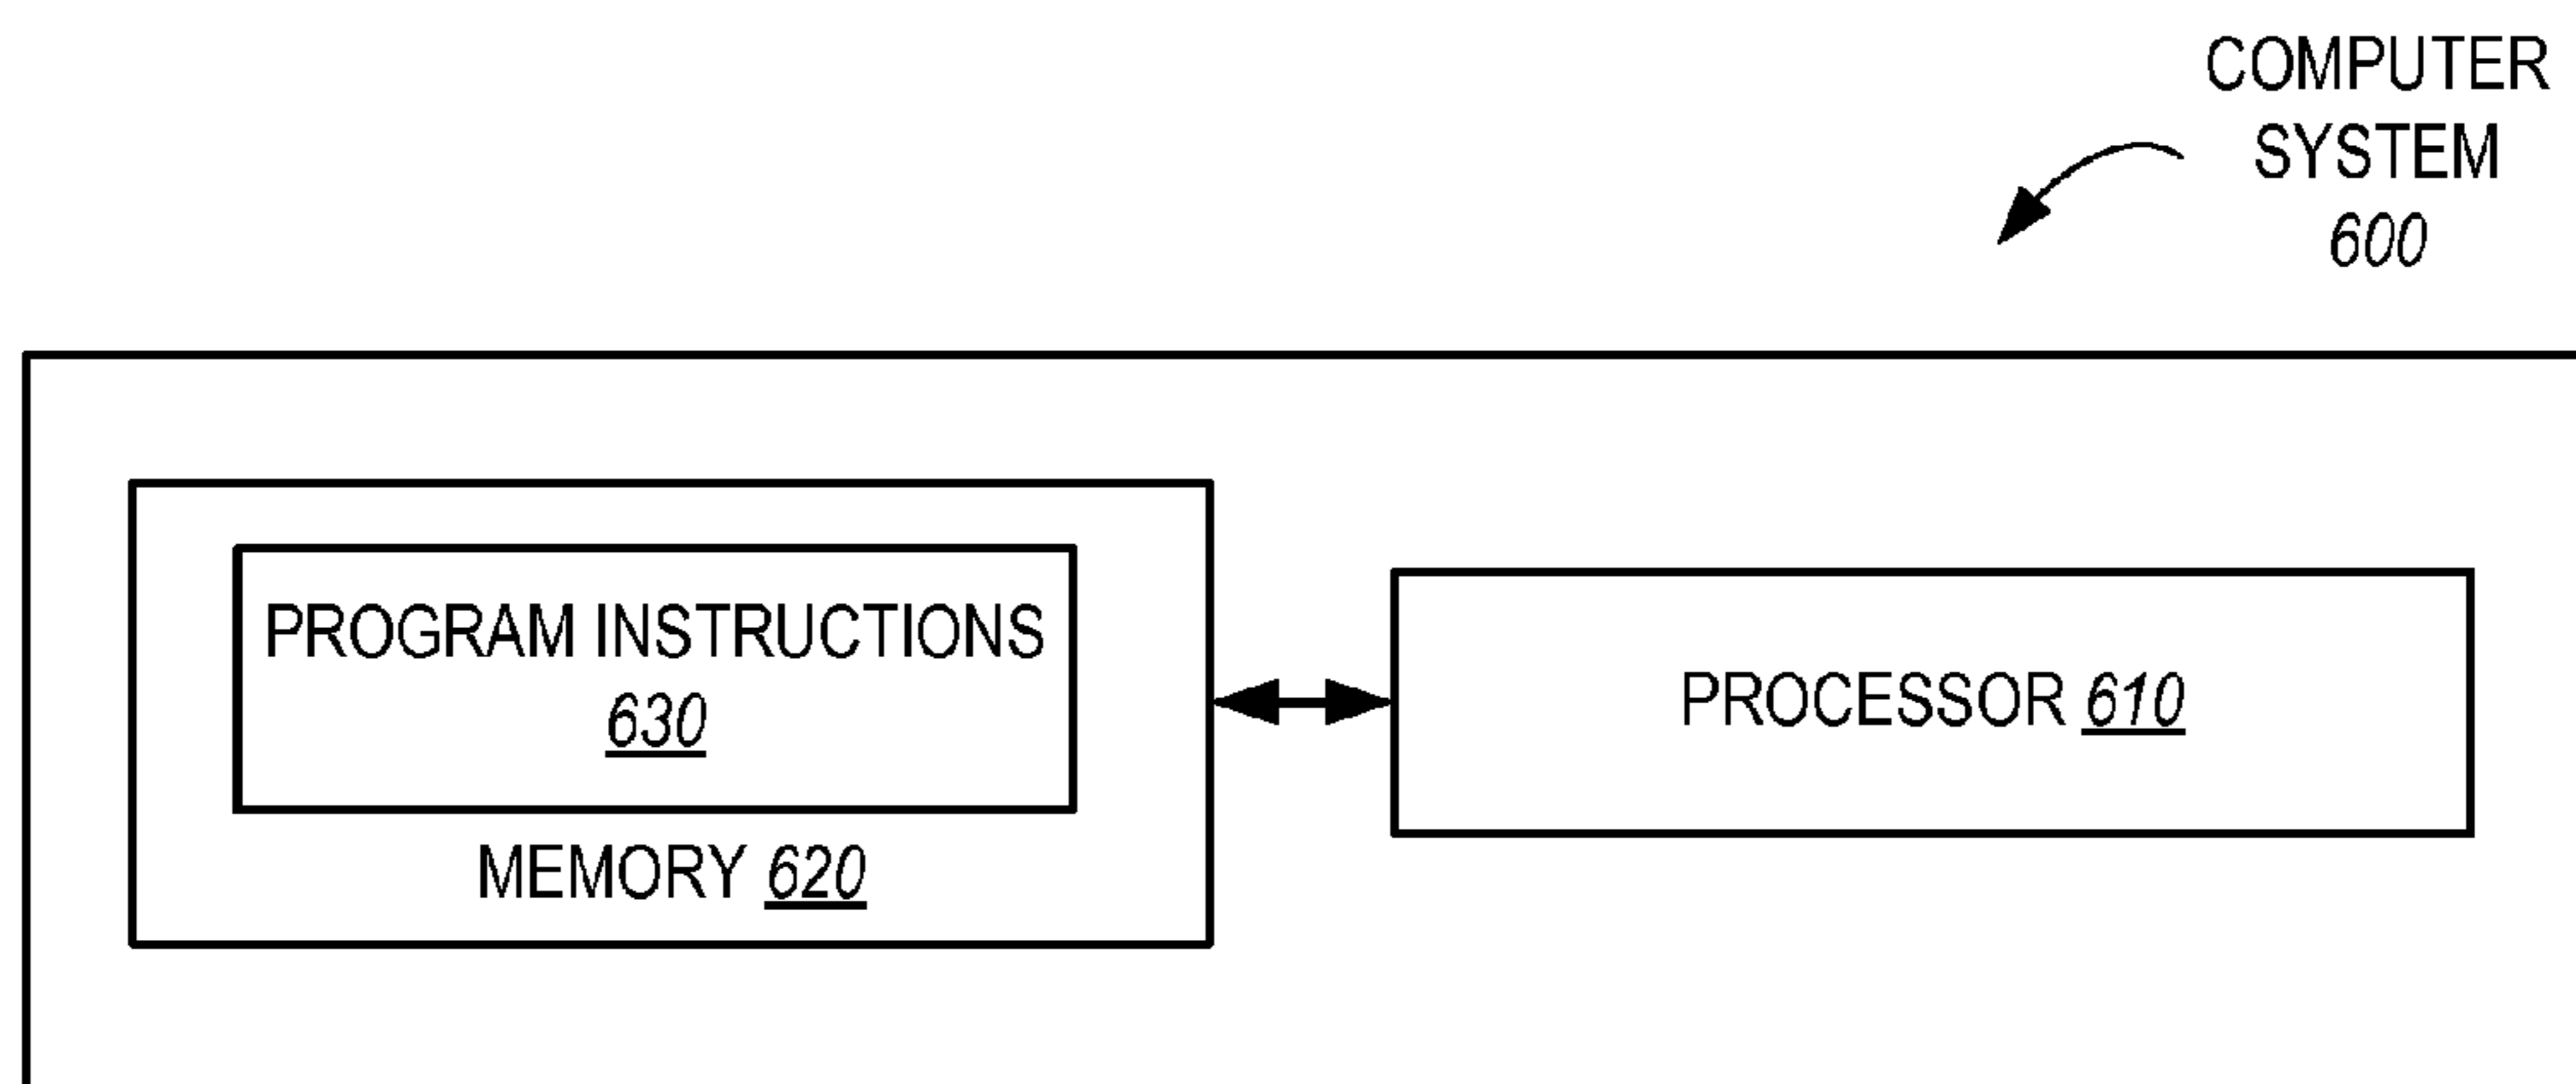 COMPUTER
SYSTEM
600
PROGRAM INSTRUCTIONS
630
MEMORY 620
PROCESSOR 610